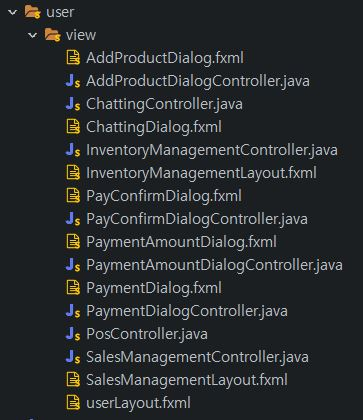 user
view
AddProductDialog.fxml
AddProductDialogController.java
ChattingController.java
ChattingDialog.fxml
InventoryManagementController.java
InventoryManagementLayout.fxml
PayConfirmDialog.fxml
PayConfirmDialogController.java
PaymentAmountDialog.fxml
PaymentAmountDialogController.java
PaymentDialog.fxml
PaymentDialogController.java
PosController.java
SalesManagementController.java
SalesManagementLayout.fxml
userLayout.fxml